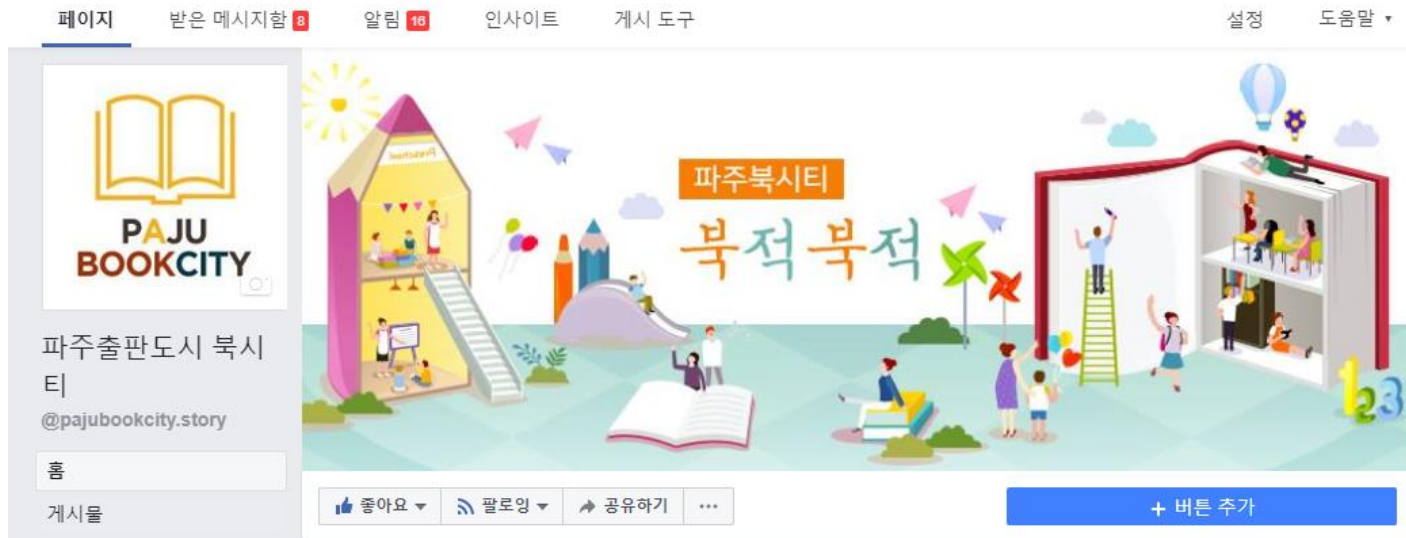 페이지 받은 메시지함 8 알림 16 인사이트 게시 도구 설정 도움말
PAJU
BOOKCITY
파주출판도시 북시
티
@pajubookcity.story
홈
게시물
Preschool
파주북시티
북적북적
123
좋아요 팔로잉 공유하기 ...
+ 버튼 추가